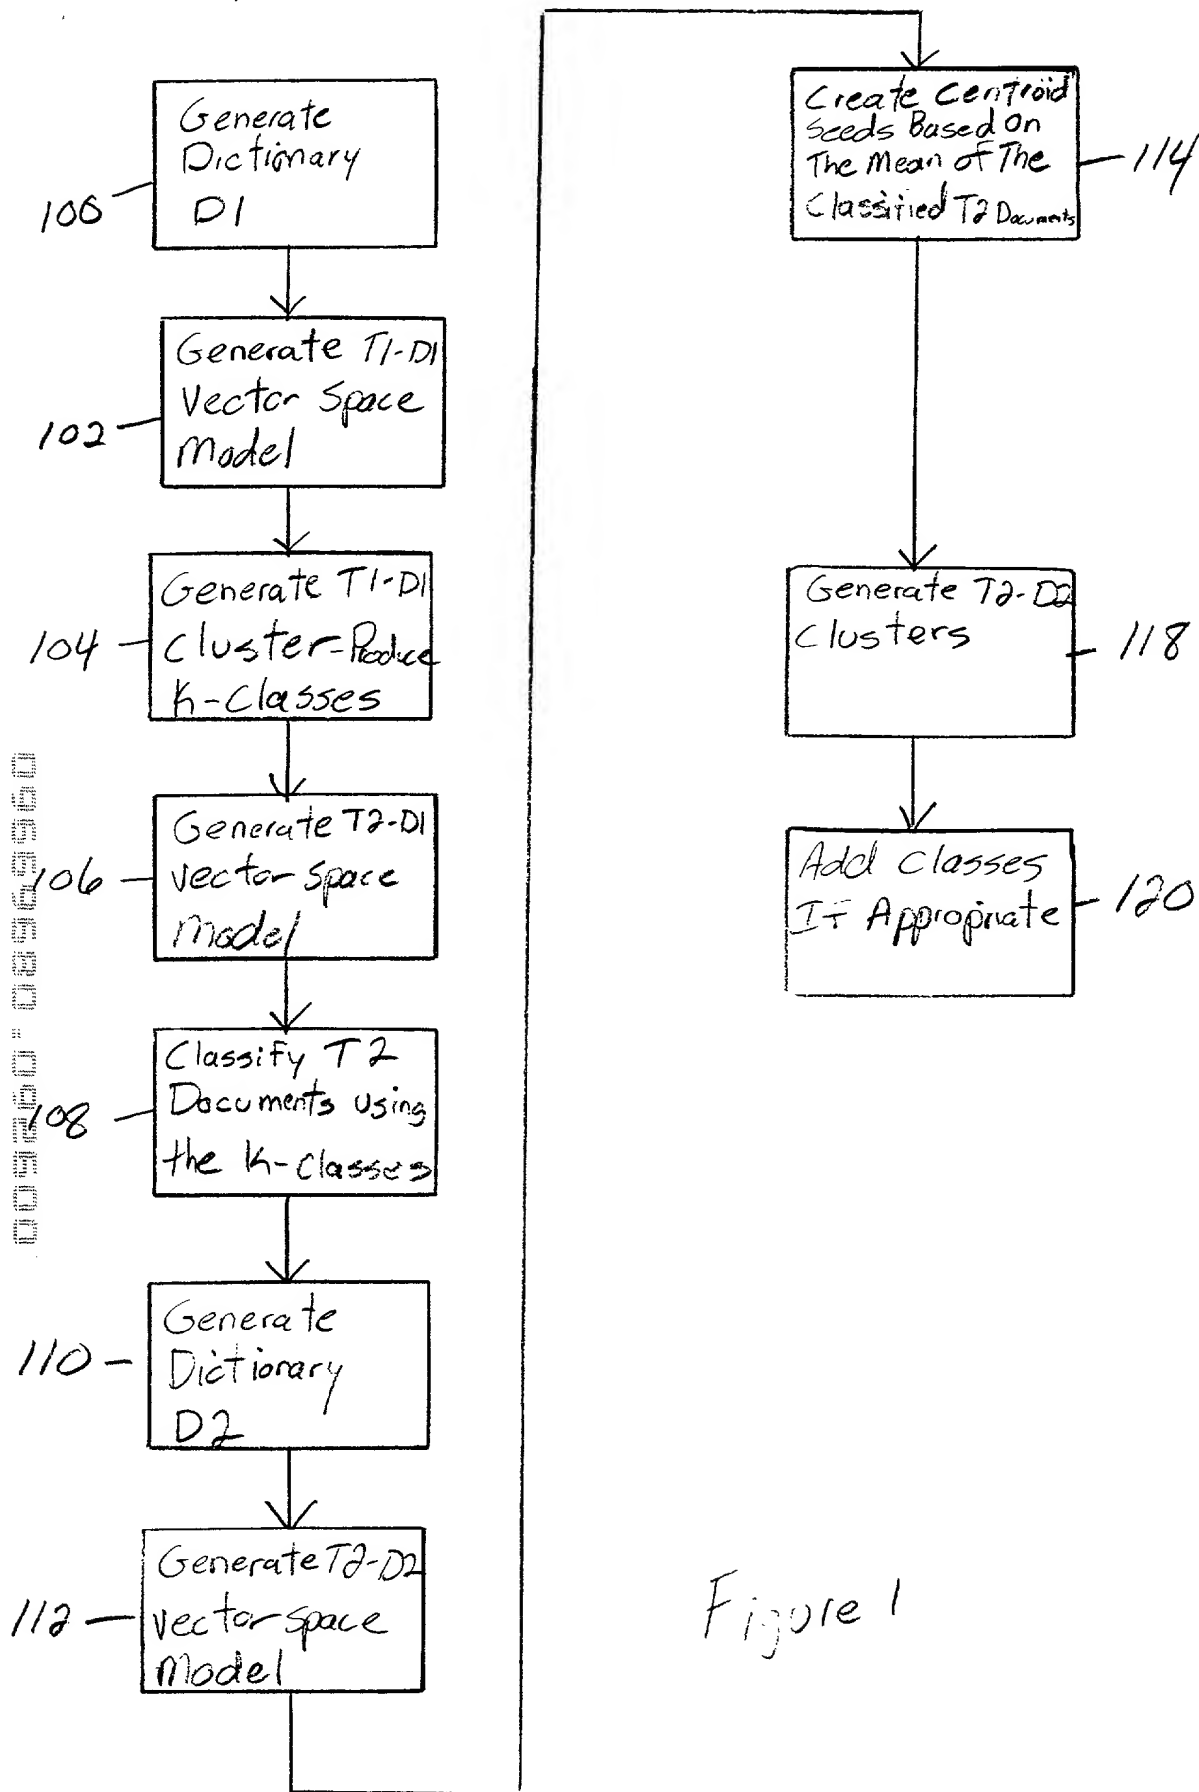 Generate
Dictionary
D1
100
Generate T1-D1
Vector Space
Model
102
Generate T1-D1
Cluster-Produce
K-Classes
104
Generate T2-D1
Vector Space
Model
106
Classify T2
Documents using
the K-Classes
108
Generate
Dictionary
D2
110
Generate T2-D2
Vector Space
Model
112
Create Centroid
Seeds Based On
The Mean of The
Classified T2 Documents
114
Generate T2-D2
Clusters
118
Add Classes
If Appropriate
120
Figure 1